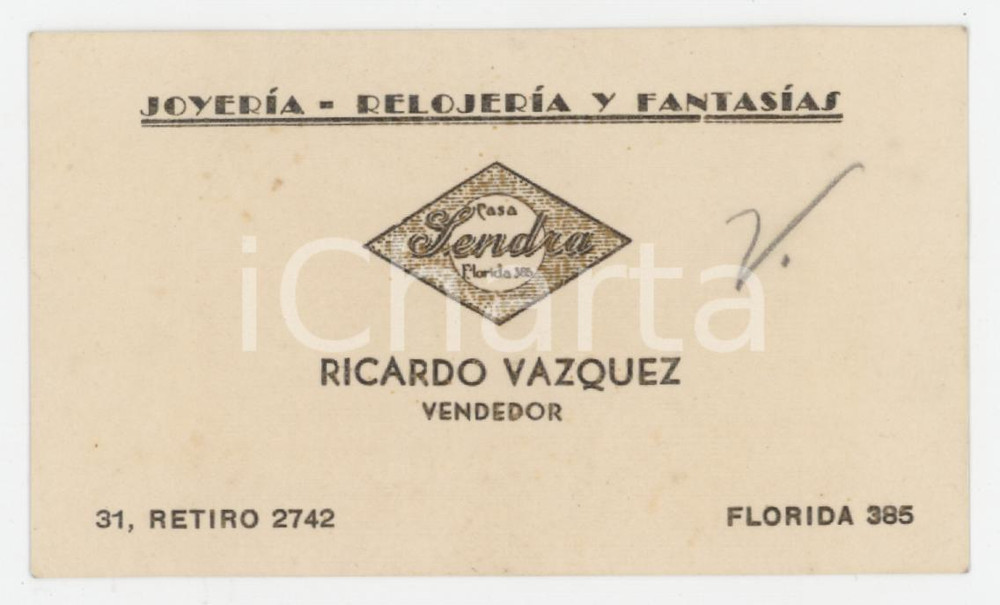 JOYERÍA - RELOJERÍA Y FANTASÍAS
Casa
Sendra
Florida 385
V.
iCharta
RICARDO VAZQUEZ
VENDEDOR
31, RETIRO 2742
FLORIDA 385